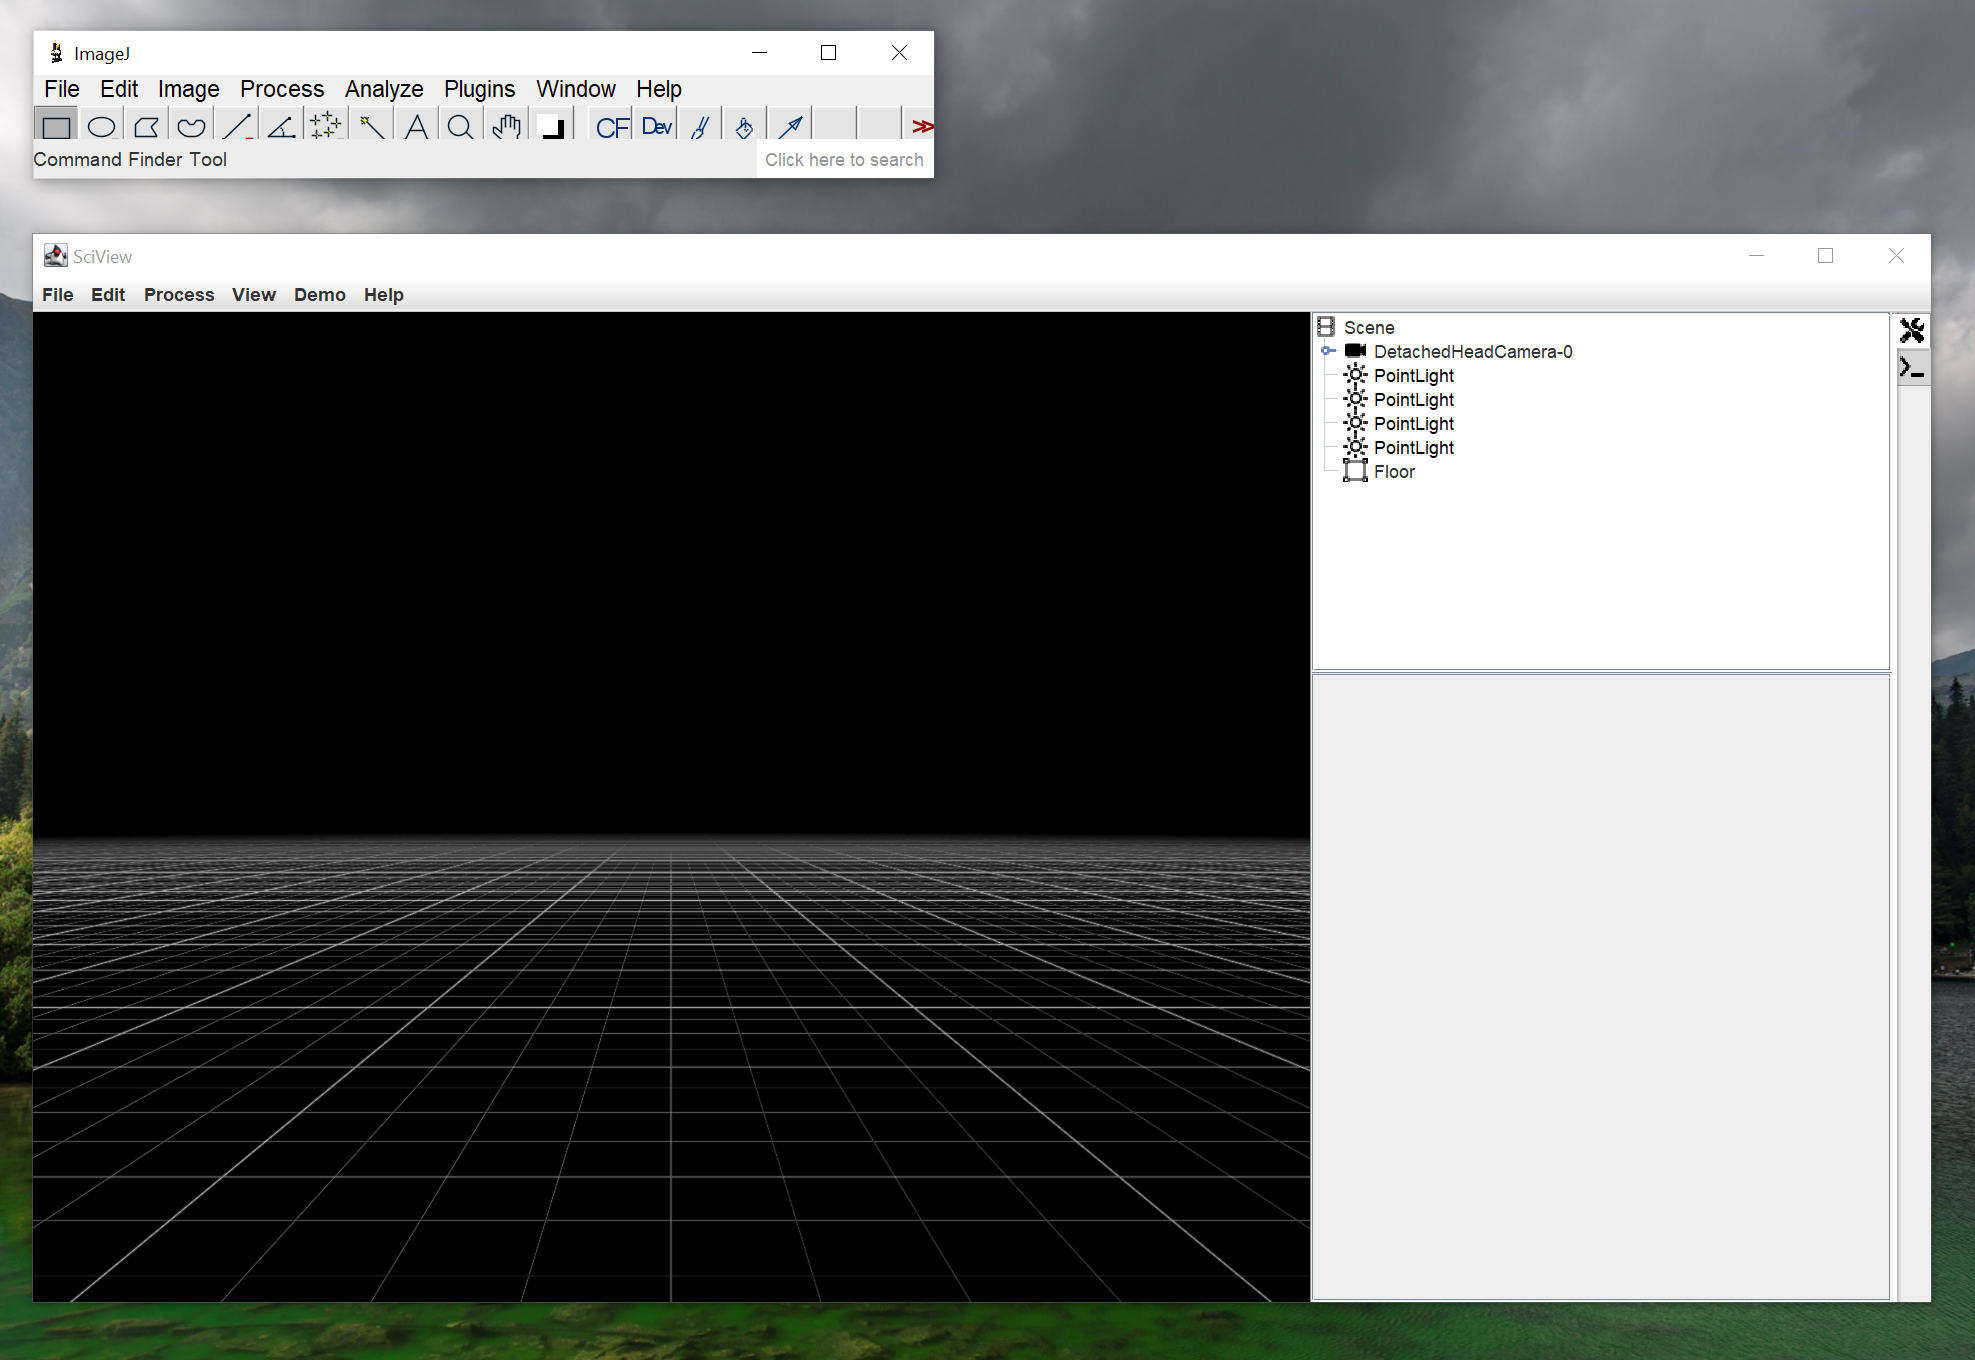 ImageJ
File Edit Image Process Analyze Plugins Window Help
CF Dev >>
Command Finder Tool Click here to search
SciView
File Edit Process View Demo Help
Scene
DetachedHeadCamera-0
PointLight
PointLight
PointLight
PointLight
Floor